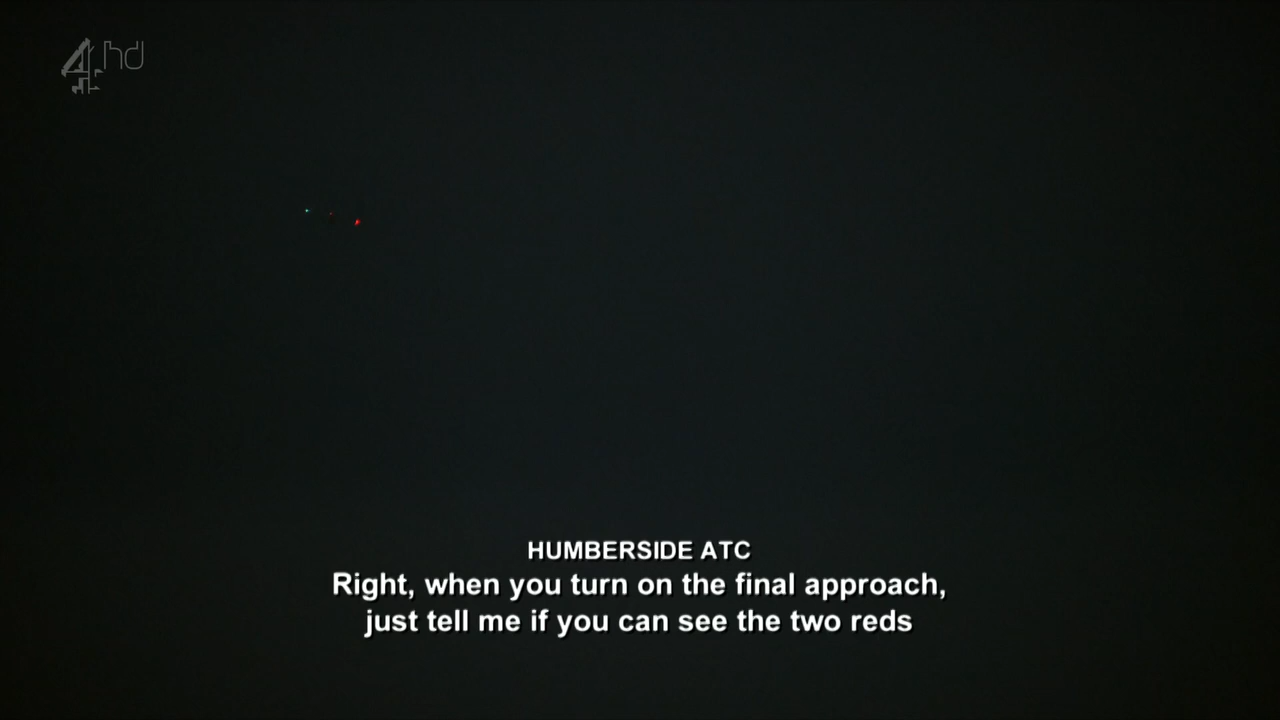 4hd
HUMBERSIDE ATC
Right, when you turn on the final approach,
just tell me if you can see the two reds